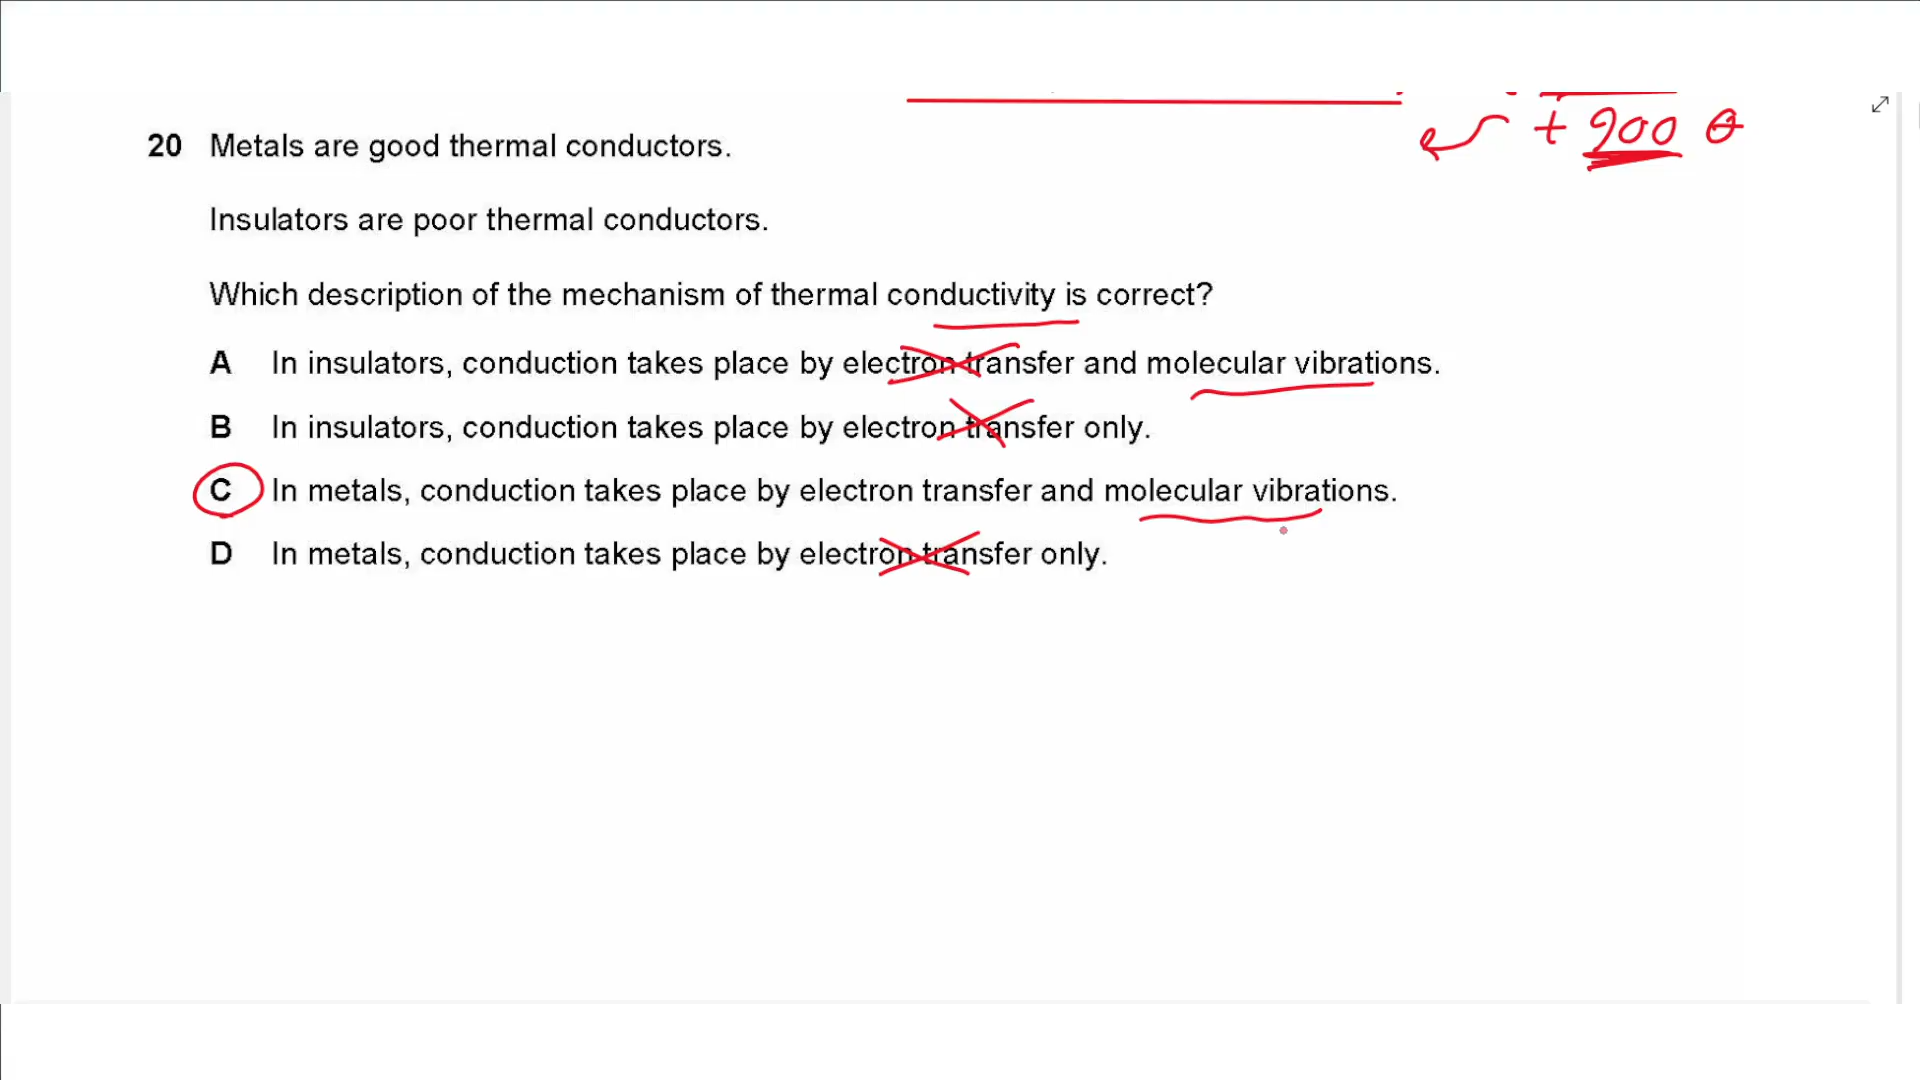 + 900 θ
20 Metals are good thermal conductors.
Insulators are poor thermal conductors.
Which description of the mechanism of thermal conductivity is correct?
A In insulators, conduction takes place by electron transfer and molecular vibrations.
B In insulators, conduction takes place by electron transfer only.
C In metals, conduction takes place by electron transfer and molecular vibrations.
D In metals, conduction takes place by electron transfer only.